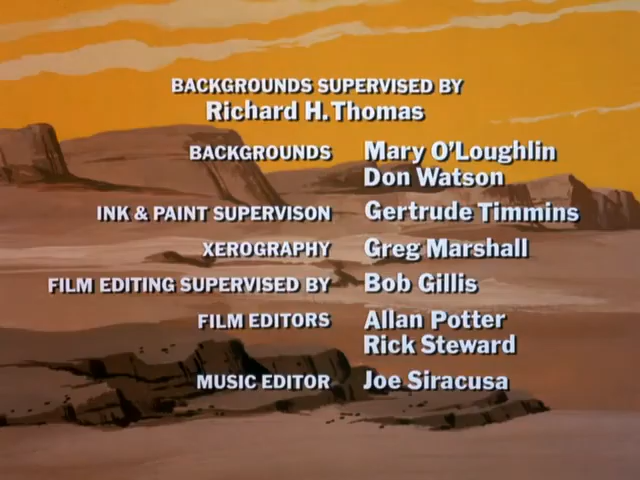 BACKGROUNDS SUPERVISED BY
Richard H. Thomas
BACKGROUNDS Mary O'Loughlin
Don Watson
INK & PAINT SUPERVISON Gertrude Timmins
XEROGRAPHY Greg Marshall
FILM EDITING SUPERVISED BY Bob Gillis
FILM EDITORS Allan Potter
Rick Steward
MUSIC EDITOR Joe Siracusa